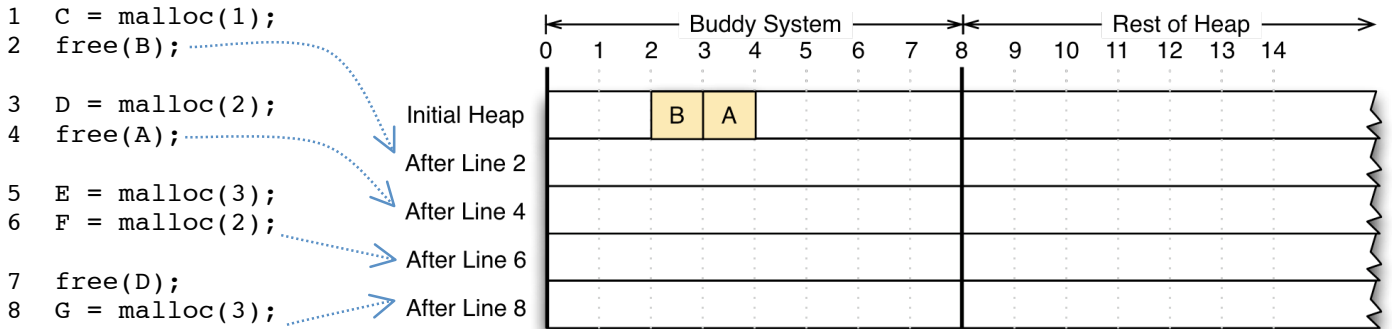 1 C = malloc(1);
2 free(B);
3 D = malloc(2);
4 free(A);
5 E = malloc(3);
6 F = malloc(2);
7 free(D);
8 G = malloc(3);
Buddy System Rest of Heap
0 1 2 3 4 5 6 7 8 9 10 11 12 13 14
Initial Heap B A
After Line 2
After Line 4
After Line 6
After Line 8